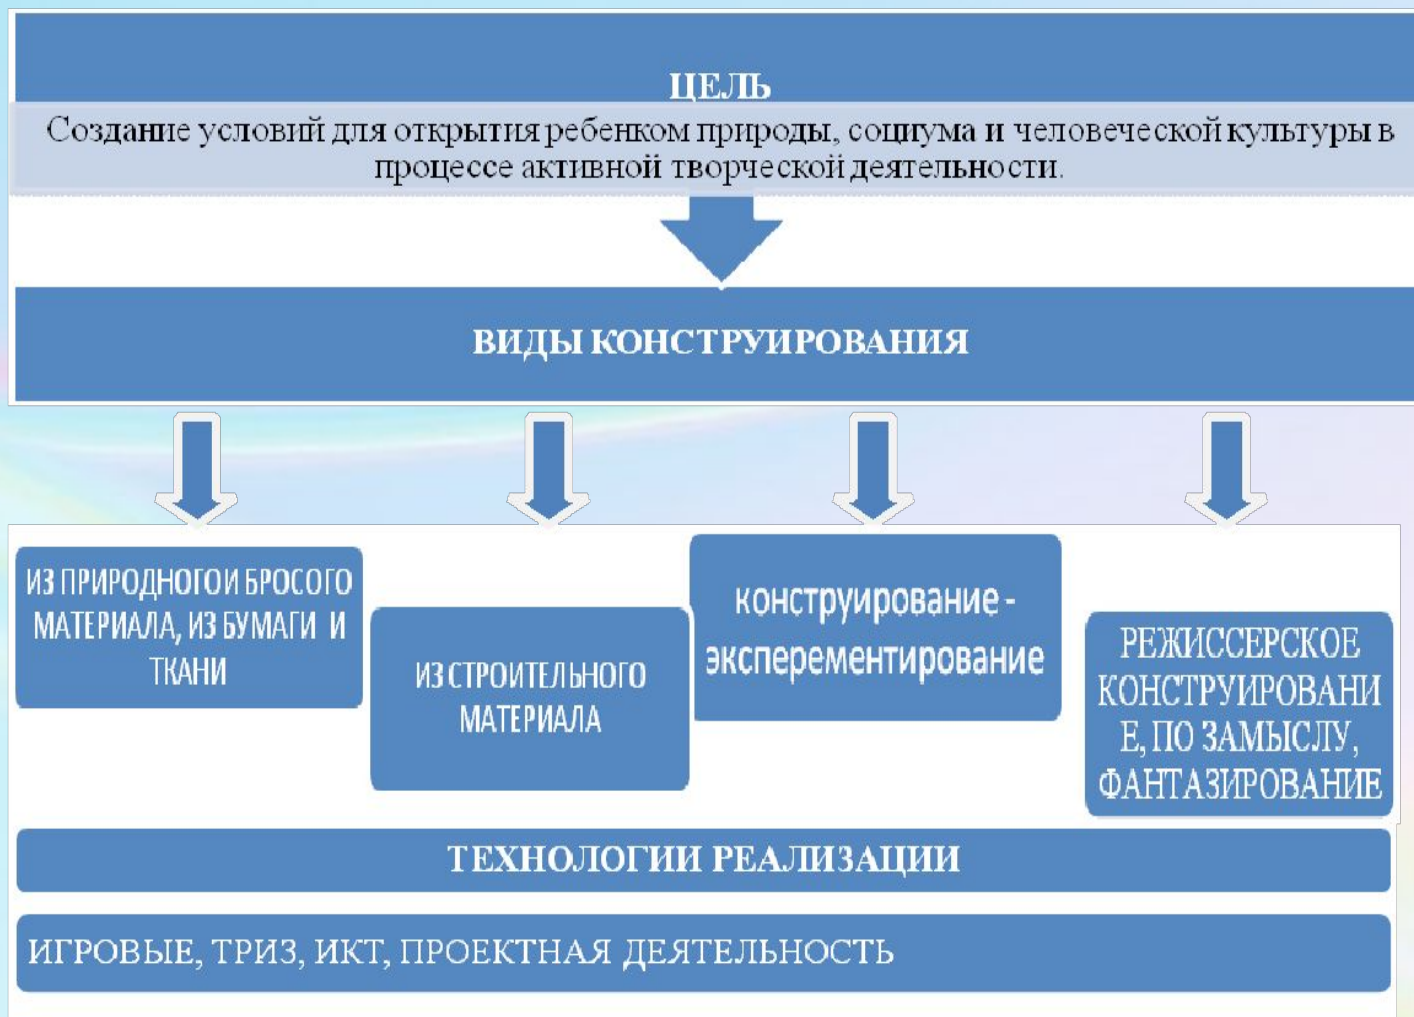 ЦЕЛЬ
Создание условий для открытия ребенком природы, социума и человеческой культуры в
процессе активной творческой деятельности.
ВИДЫ КОНСТРУИРОВАНИЯ
ИЗ ПРИРОДНОГОИ БРОСОГО
МАТЕРИАЛА, ИЗ БУМАГИ И
ТКАНИ
ИЗ СТРОИТЕЛЬНОГО
МАТЕРИАЛА
конструирование -
эксперементирование
РЕЖИССЕРСКОЕ
КОНСТРУИРОВАНИ
Е, ПО ЗАМЫСЛУ,
ФАНТАЗИРОВАНИЕ
ТЕХНОЛОГИИ РЕАЛИЗАЦИИ
ИГРОВЫЕ, ТРИЗ, ИКТ, ПРОЕКТНАЯ ДЕЯТЕЛЬНОСТЬ